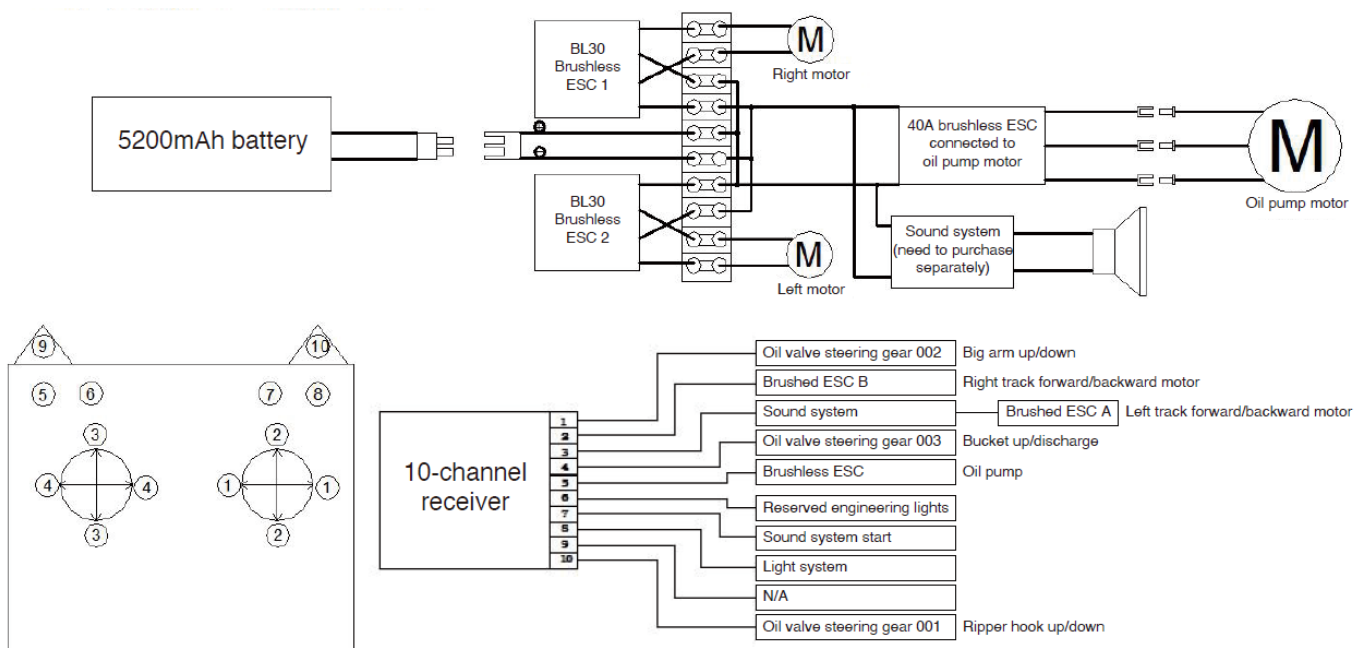 BL30
Brushless
ESC 1
M
Right motor
5200mAh battery
40A brushless ESC
connected to
oil pump motor
M
Oil pump motor
BL30
Brushless
ESC 2
M
Left motor
Sound system
(need to purchase
separately)
9
10
5
6
7
8
3
2
4
4
1
1
3
2
10-channel
receiver
1
2
3
4
5
6
7
8
9
10
Oil valve steering gear 002 Big arm up/down
Brushed ESC B Right track forward/backward motor
Sound system Brushed ESC A Left track forward/backward motor
Oil valve steering gear 003 Bucket up/discharge
Brushless ESC Oil pump
Reserved engineering lights
Sound system start
Light system
N/A
Oil valve steering gear 001 Ripper hook up/down